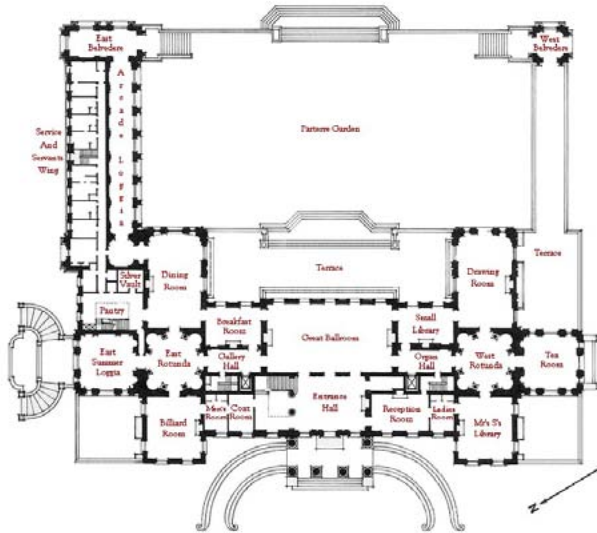 East
Belvedere
West
Belvedere
Arcade Loggia
Service
And
Servants
Wing
Parterre Garden
Terrace
Terrace
Silver
Vault
Dining
Room
Drawing
Room
Pantry
Breakfast
Room
Great Ballroom
Small
Library
East
Summer
Loggia
East
Rotunda
Gallery
Hall
Organ
Hall
West
Rotunda
Tea
Room
Billiard
Room
Men's
Room
Coat
Room
Entrance
Hall
Reception
Room
Ladies
Room
Mr's S's
Library
N